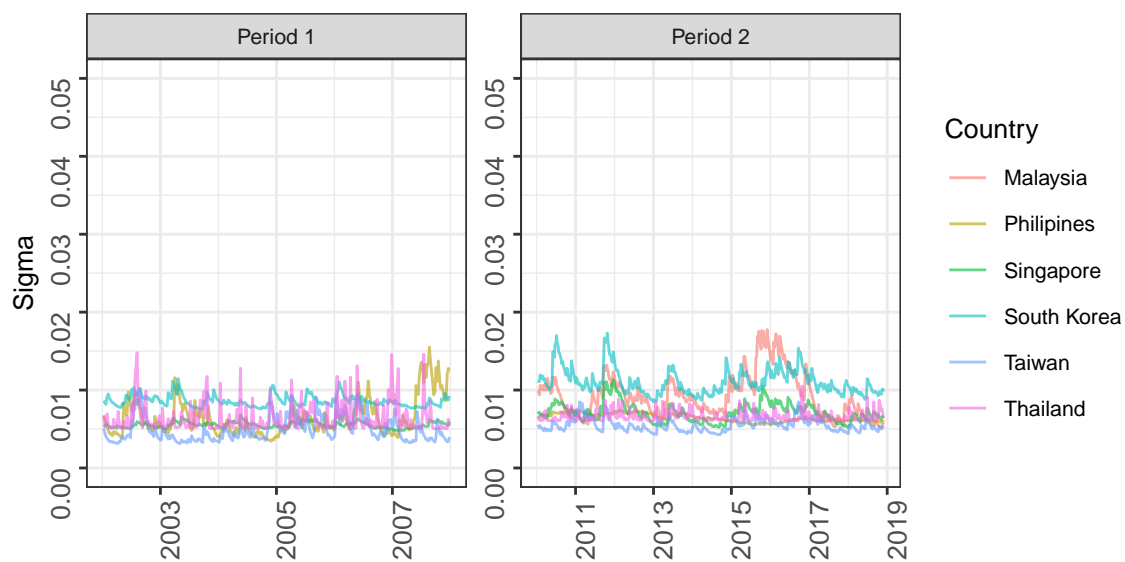 Period 1
Period 2
Sigma
0.05
0.04
0.03
0.02
0.01
0.00
2003
2005
2007
2011
2013
2015
2017
2019
Country
Malaysia
Philipines
Singapore
South Korea
Taiwan
Thailand